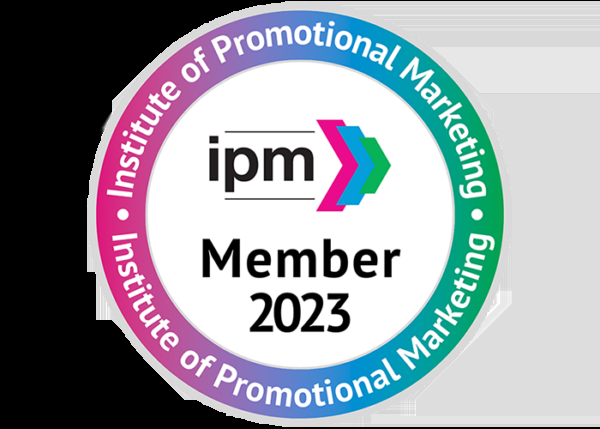 Institute of Promotional Marketing
ipm
Member
2023
Institute of Promotional Marketing